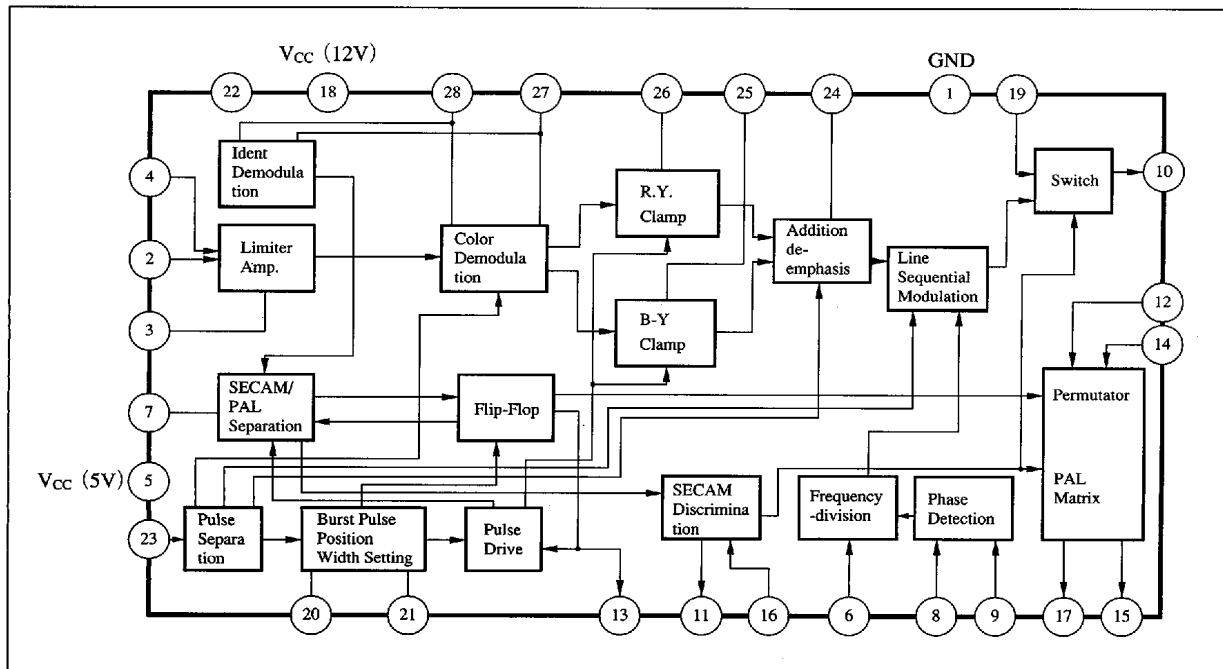 V_CC (12V)
GND
22
18
28
27
26
25
24
1
19
Ident
Demodula
tion
4
R.Y.
Clamp
Switch
10
Limiter
Amp.
2
Color
Demodula
tion
Addition
de-
emphasis
Line
Sequential
Modulation
3
B-Y
Clamp
12
14
7
SECAM/
PAL
Separation
Flip-Flop
Permutator
PAL
Matrix
V_CC (5V)
5
23
Pulse
Separa
tion
Burst Pulse
Position
Width Setting
Pulse
Drive
SECAM
Discrimina
tion
Frequency
-division
Phase
Detection
20
21
13
11
16
6
8
9
17
15